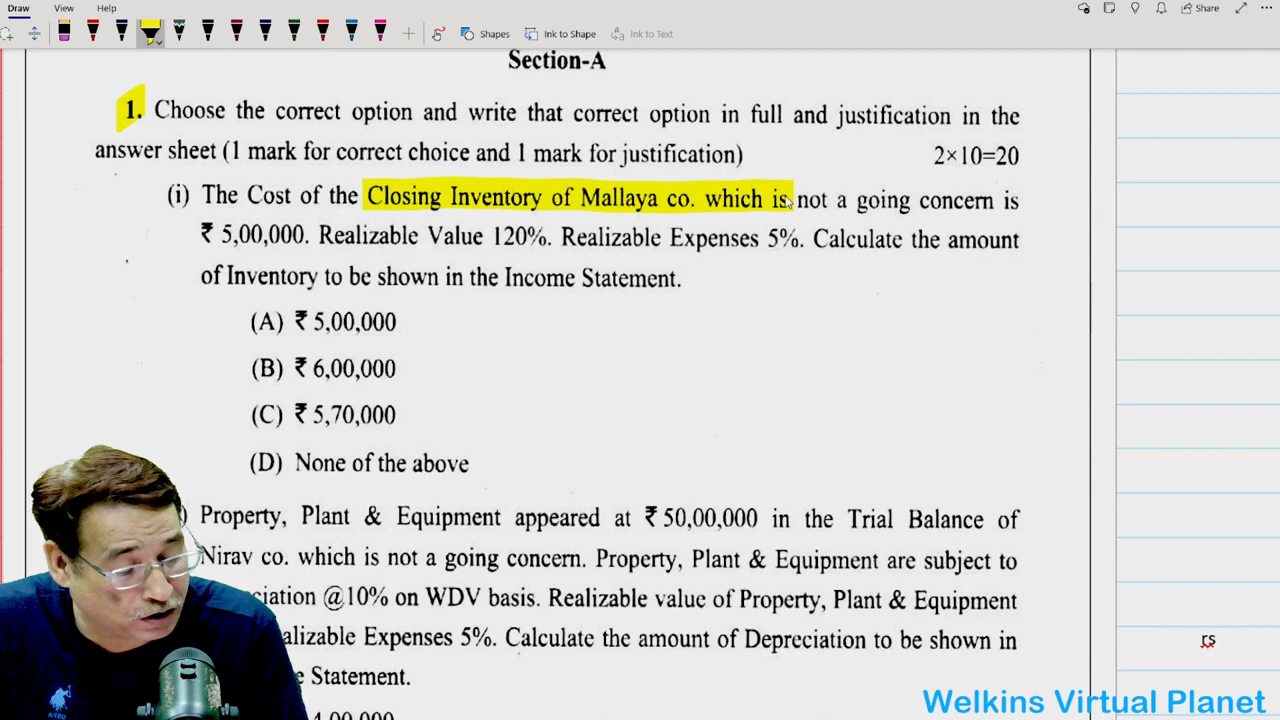 Draw View Help Share
Shapes Ink to Shape Ink to Text
Section-A
1. Choose the correct option and write that correct option in full and justification in the
answer sheet (1 mark for correct choice and 1 mark for justification) 2×10=20
(i) The Cost of the Closing Inventory of Mallaya co. which is not a going concern is
₹ 5,00,000. Realizable Value 120%. Realizable Expenses 5%. Calculate the amount
of Inventory to be shown in the Income Statement.
(A) ₹ 5,00,000
(B) ₹ 6,00,000
(C) ₹ 5,70,000
(D) None of the above
) Property, Plant & Equipment appeared at ₹ 50,00,000 in the Trial Balance of
Nirav co. which is not a going concern. Property, Plant & Equipment are subject to
ciation @10% on WDV basis. Realizable value of Property, Plant & Equipment
alizable Expenses 5%. Calculate the amount of Depreciation to be shown in
rs
e Statement.
Welkins Virtual Planet